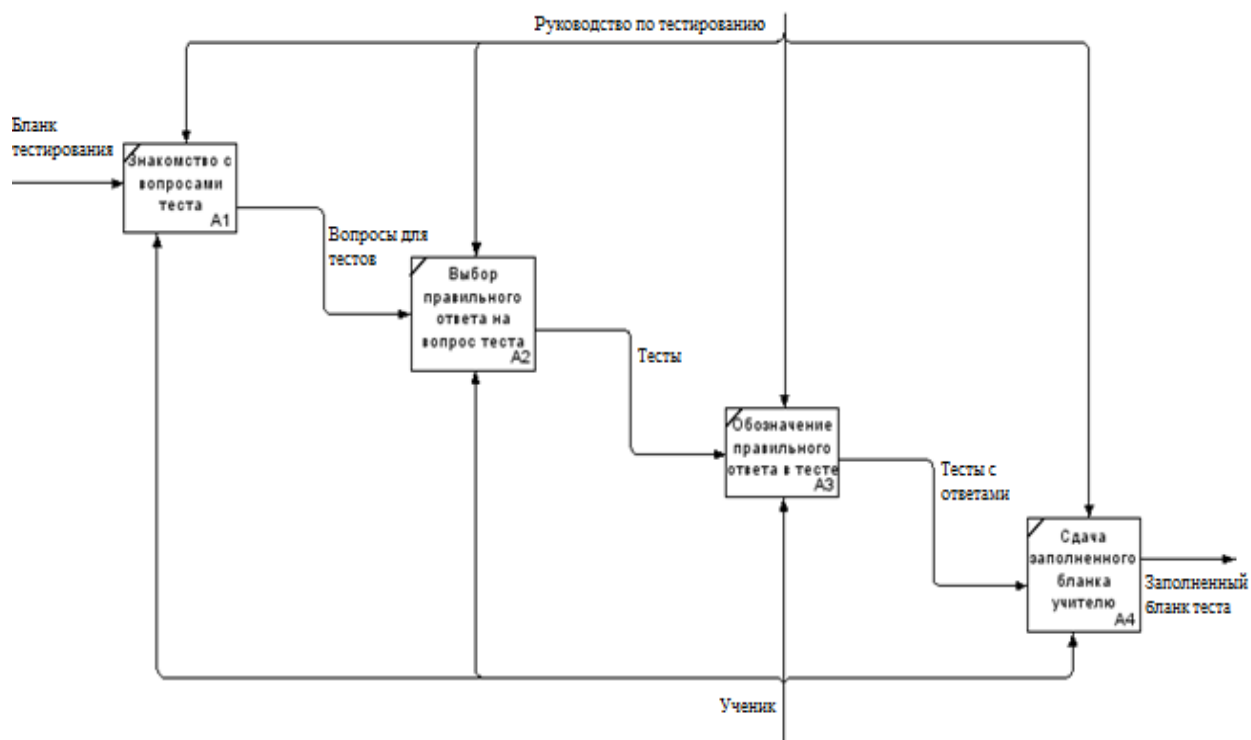 Руководство по тестированию
Бланк
тестирования
Знакомство с
вопросами
теста
A1
Вопросы для
тестов
Выбор
правильного
ответа на
вопрос теста
A2
Тесты
Обозначение
правильного
ответа в тесте
A3
Тесты с
ответами
Сдача
заполненного
бланка
учителю
A4
Заполненный
бланк теста
Ученик